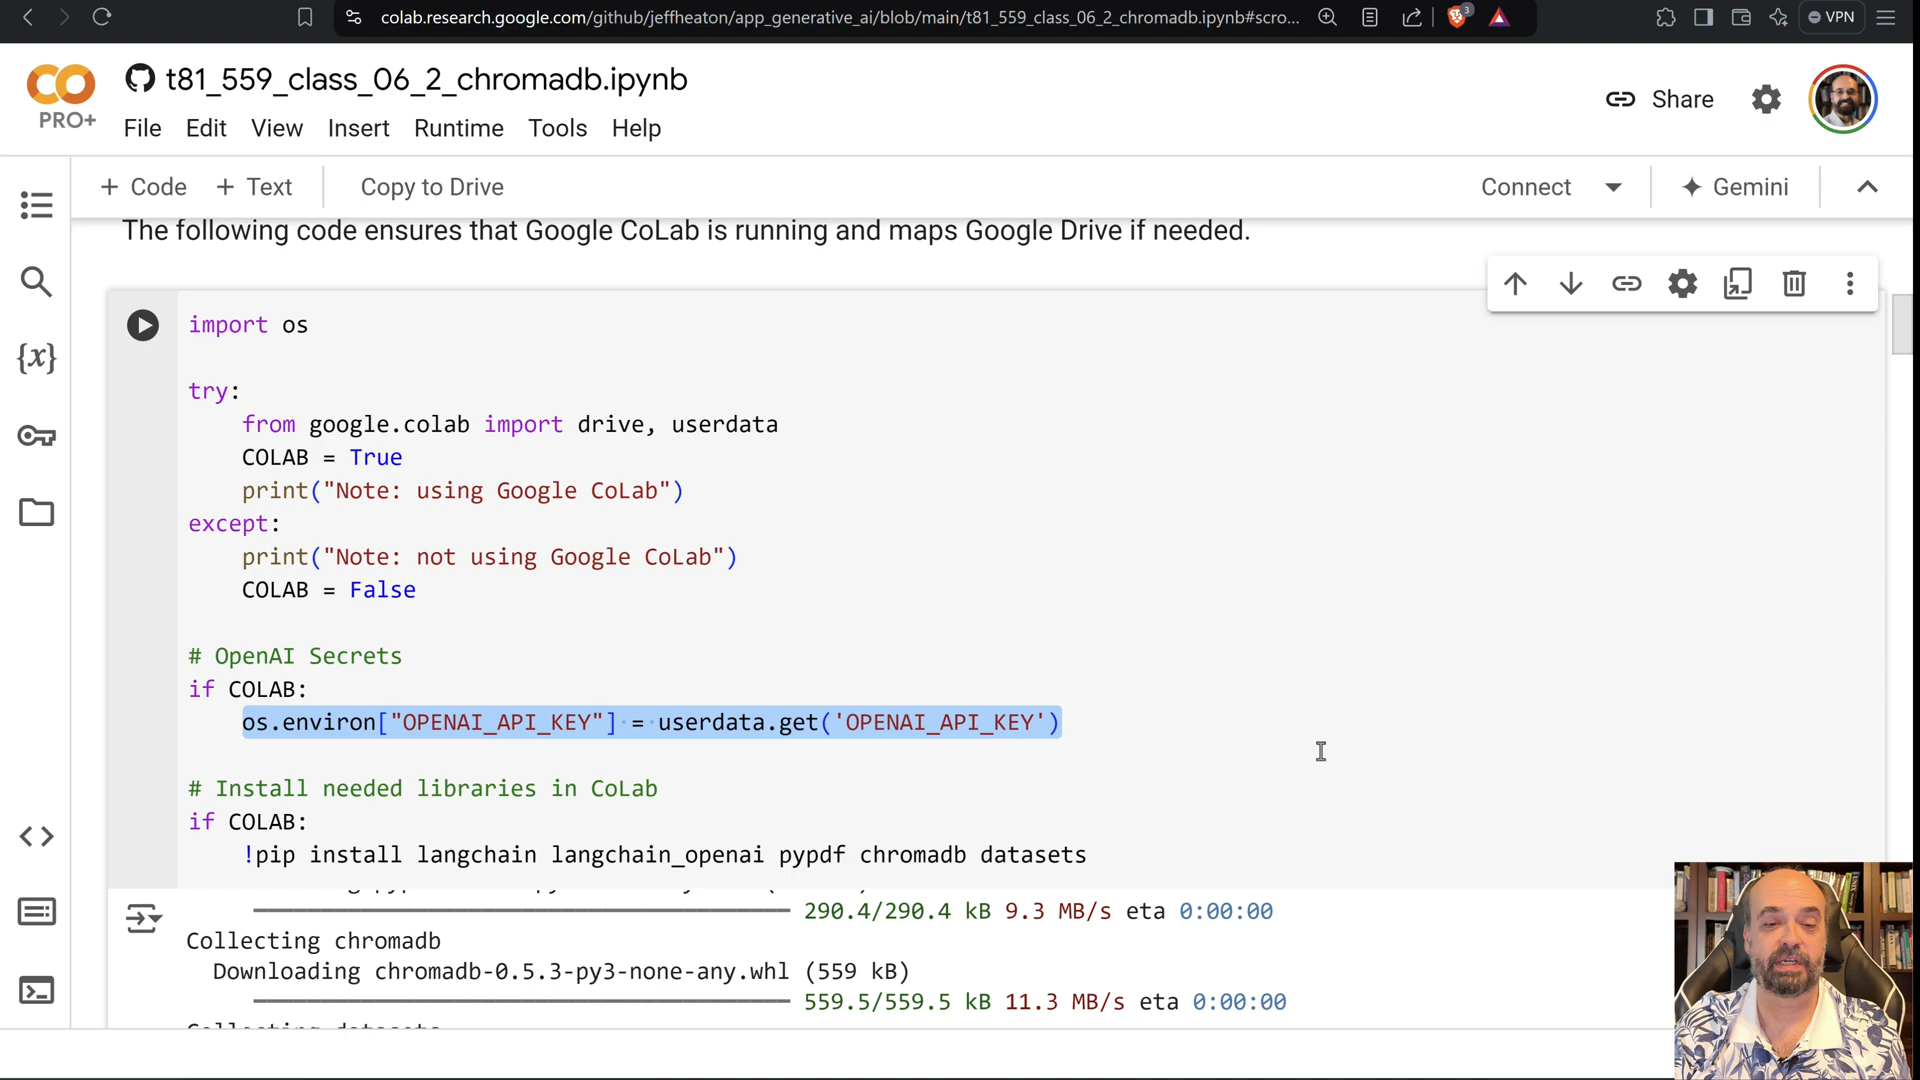 colab.research.google.com/github/jeffheaton/app_generative_ai/blob/main/t81_559_class_06_2_chromadb.ipynb#scro...
3
VPN
PRO+
t81_559_class_06_2_chromadb.ipynb
File Edit View Insert Runtime Tools Help
Share
+ Code + Text Copy to Drive
Connect
Gemini
The following code ensures that Google CoLab is running and maps Google Drive if needed.
import os
try:
from google.colab import drive, userdata
COLAB = True
print("Note: using Google CoLab")
except:
print("Note: not using Google CoLab")
COLAB = False
# OpenAI Secrets
if COLAB:
os.environ["OPENAI_API_KEY"] = userdata.get('OPENAI_API_KEY')
# Install needed libraries in CoLab
if COLAB:
!pip install langchain langchain_openai pypdf chromadb datasets
290.4/290.4 kB 9.3 MB/s eta 0:00:00
Collecting chromadb
Downloading chromadb-0.5.3-py3-none-any.whl (559 kB)
559.5/559.5 kB 11.3 MB/s eta 0:00:00
Collecting datasets